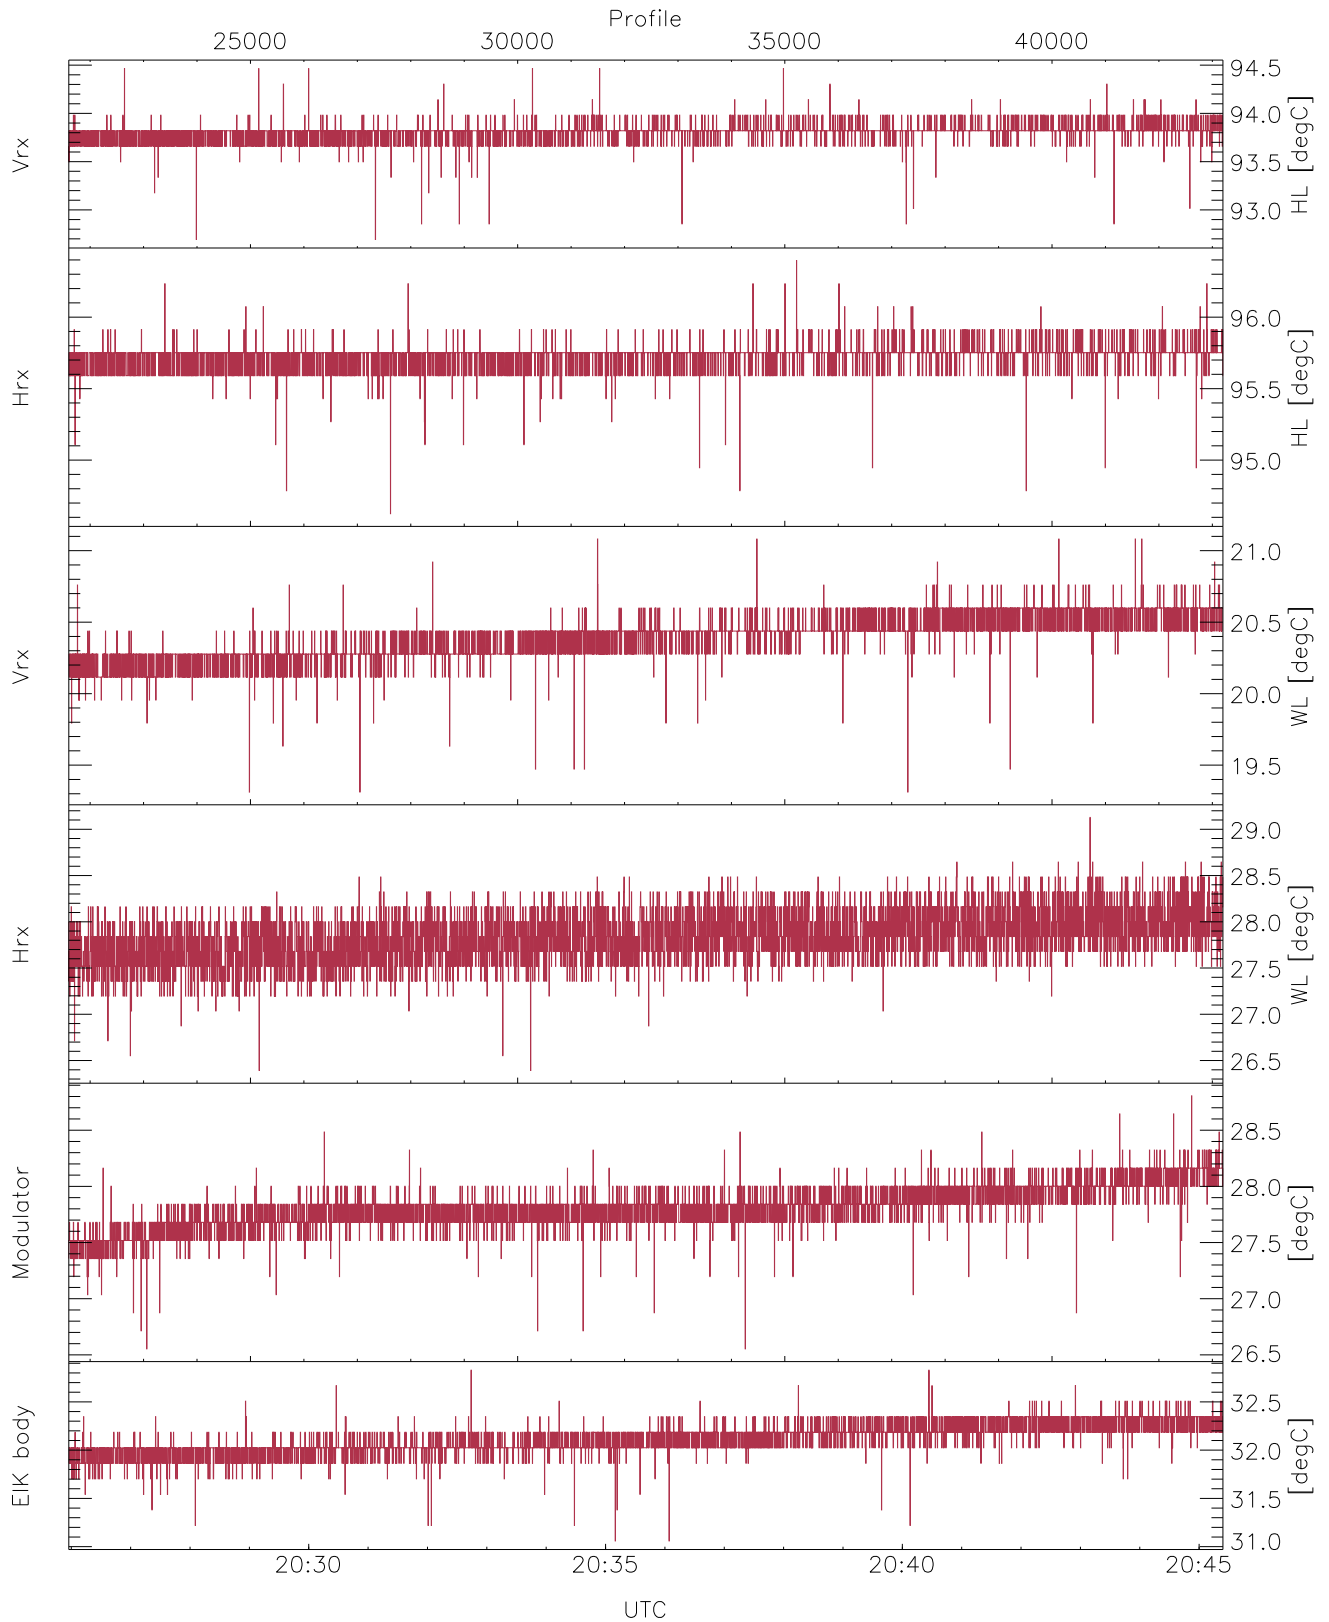 Profile
25000 30000 35000 40000
Vrx
94.5
94.0
93.5
93.0
HL [degC]
Hrx
96.0
95.5
95.0
HL [degC]
Vrx
21.0
20.5
20.0
19.5
WL [degC]
Hrx
29.0
28.5
28.0
27.5
27.0
26.5
WL [degC]
Modulator
28.5
28.0
27.5
27.0
26.5
[degC]
EIK body
32.5
32.0
31.5
31.0
[degC]
20:30 20:35 20:40 20:45
UTC